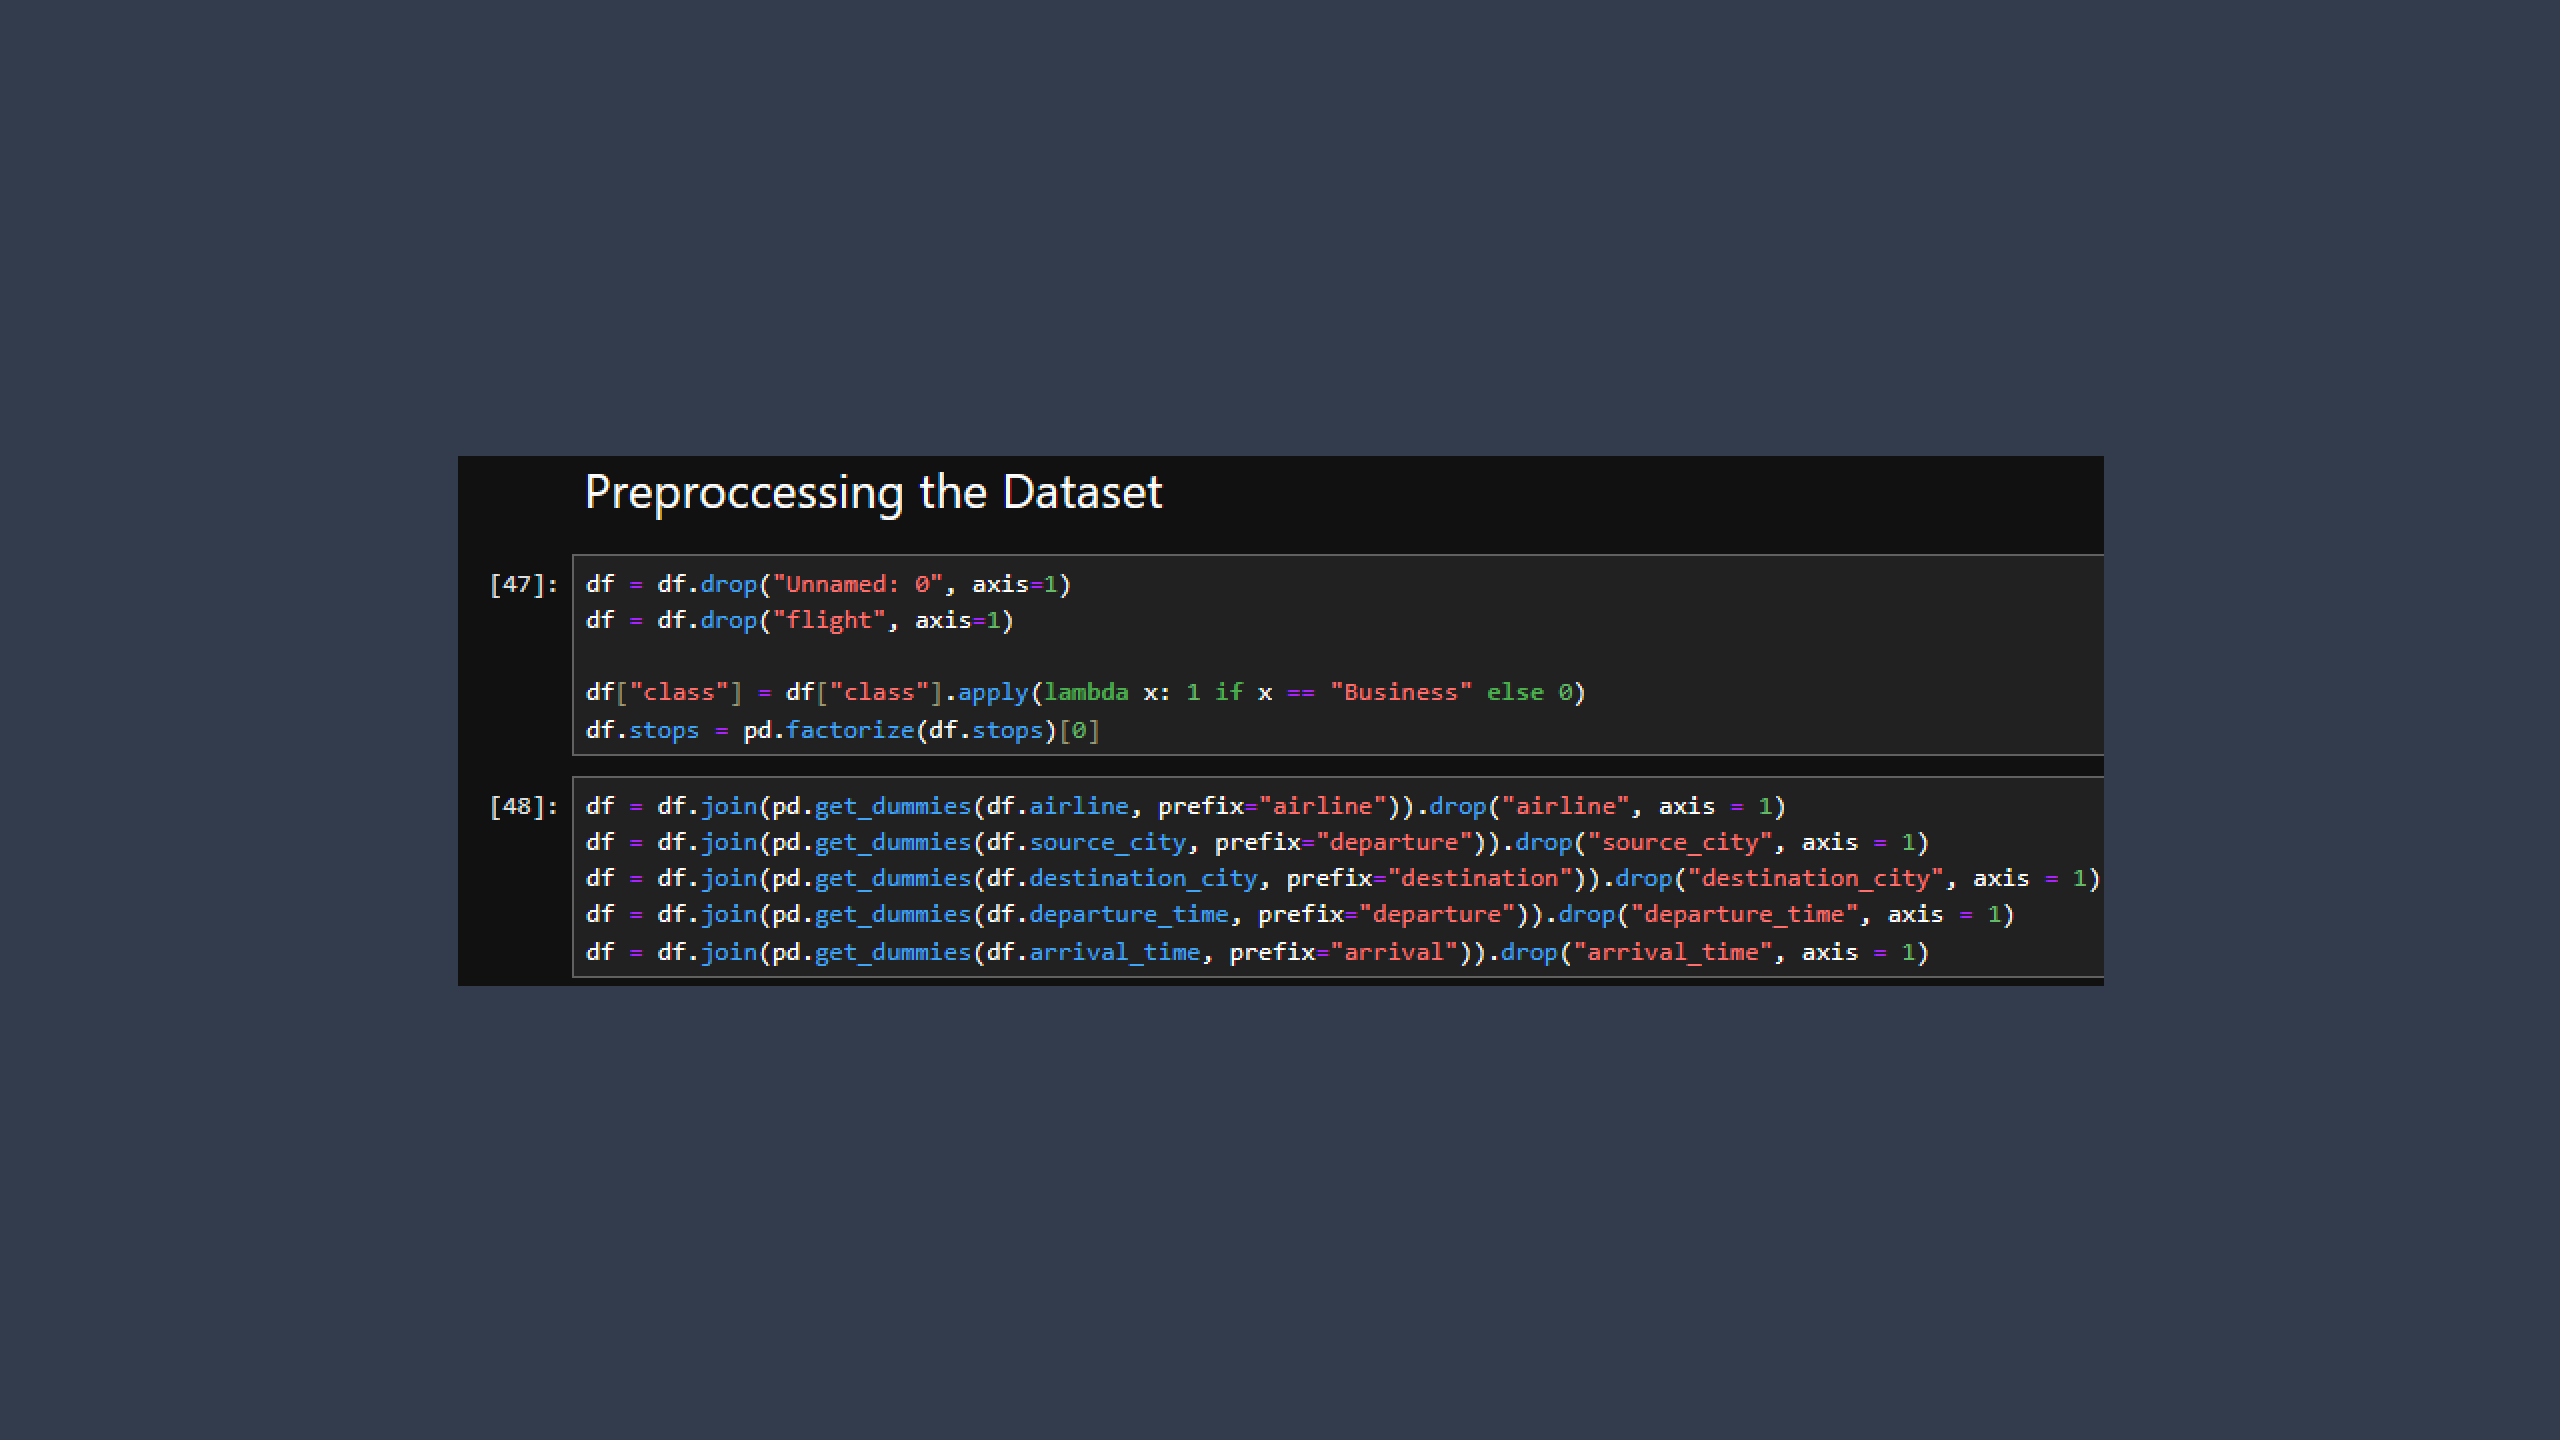 Preproccessing the Dataset
[47]: df = df.drop("Unnamed: 0", axis=1)
df = df.drop("flight", axis=1)
df["class"] = df["class"].apply(lambda x: 1 if x == "Business" else 0)
df.stops = pd.factorize(df.stops)[0]
[48]: df = df.join(pd.get_dummies(df.airline, prefix="airline")).drop("airline", axis = 1)
df = df.join(pd.get_dummies(df.source_city, prefix="departure")).drop("source_city", axis = 1)
df = df.join(pd.get_dummies(df.destination_city, prefix="destination")).drop("destination_city", axis = 1)
df = df.join(pd.get_dummies(df.departure_time, prefix="departure")).drop("departure_time", axis = 1)
df = df.join(pd.get_dummies(df.arrival_time, prefix="arrival")).drop("arrival_time", axis = 1)